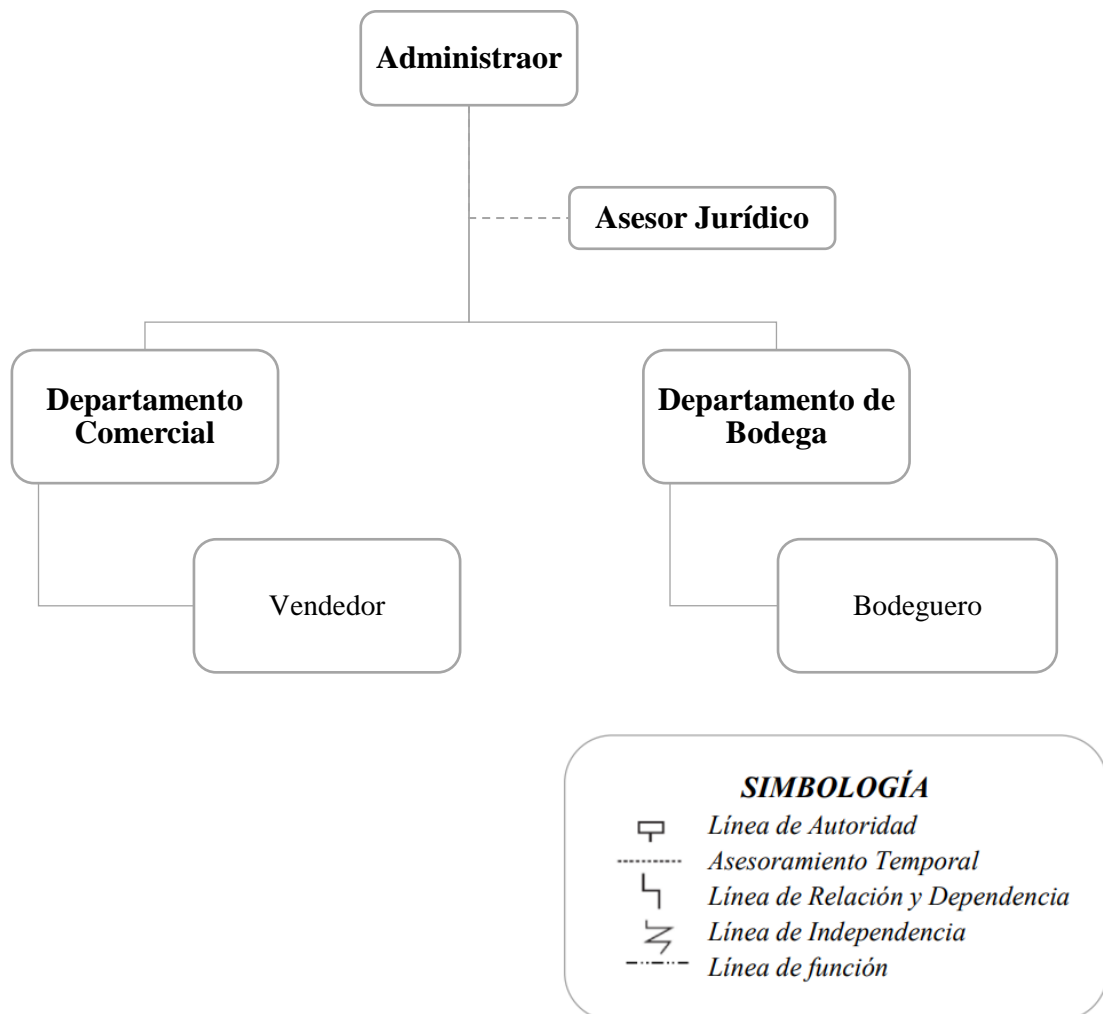 Administraor
Asesor Jurídico
Departamento
Comercial
Departamento de
Bodega
Vendedor
Bodeguero
SIMBOLOGÍA
Línea de Autoridad
Asesoramiento Temporal
Línea de Relación y Dependencia
Línea de Independencia
Línea de función